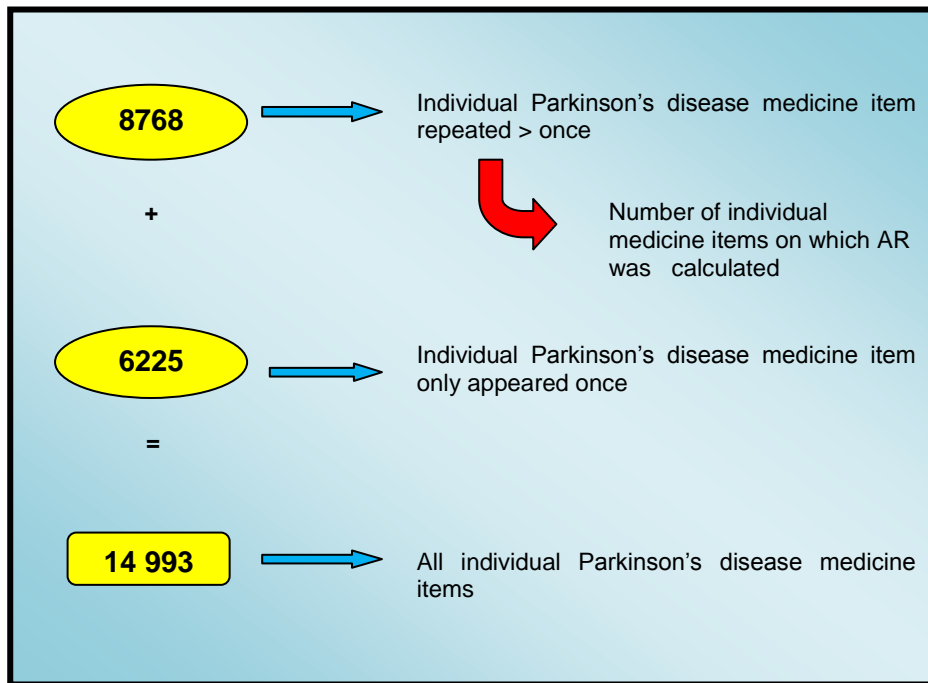 8768
Individual Parkinson's disease medicine item
repeated > once
+
Number of individual
medicine items on which AR
was calculated
6225
Individual Parkinson's disease medicine item
only appeared once
=
14 993
All individual Parkinson's disease medicine
items